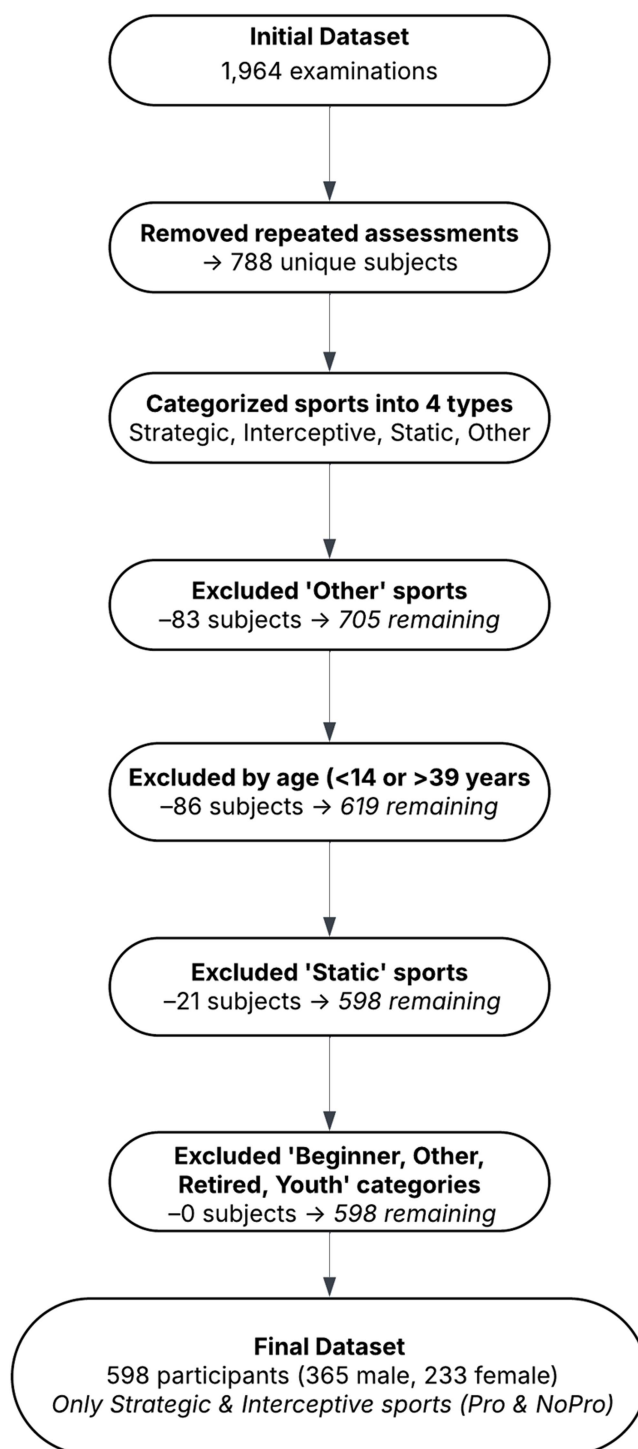 Initial Dataset
1,964 examinations
Removed repeated assessments
→ 788 unique subjects
Categorized sports into 4 types
Strategic, Interceptive, Static, Other
Excluded 'Other' sports
–83 subjects → 705 remaining
Excluded by age (<14 or >39 years
–86 subjects → 619 remaining
Excluded 'Static' sports
–21 subjects → 598 remaining
Excluded 'Beginner, Other,
Retired, Youth' categories
–0 subjects → 598 remaining
Final Dataset
598 participants (365 male, 233 female)
Only Strategic & Interceptive sports (Pro & NoPro)